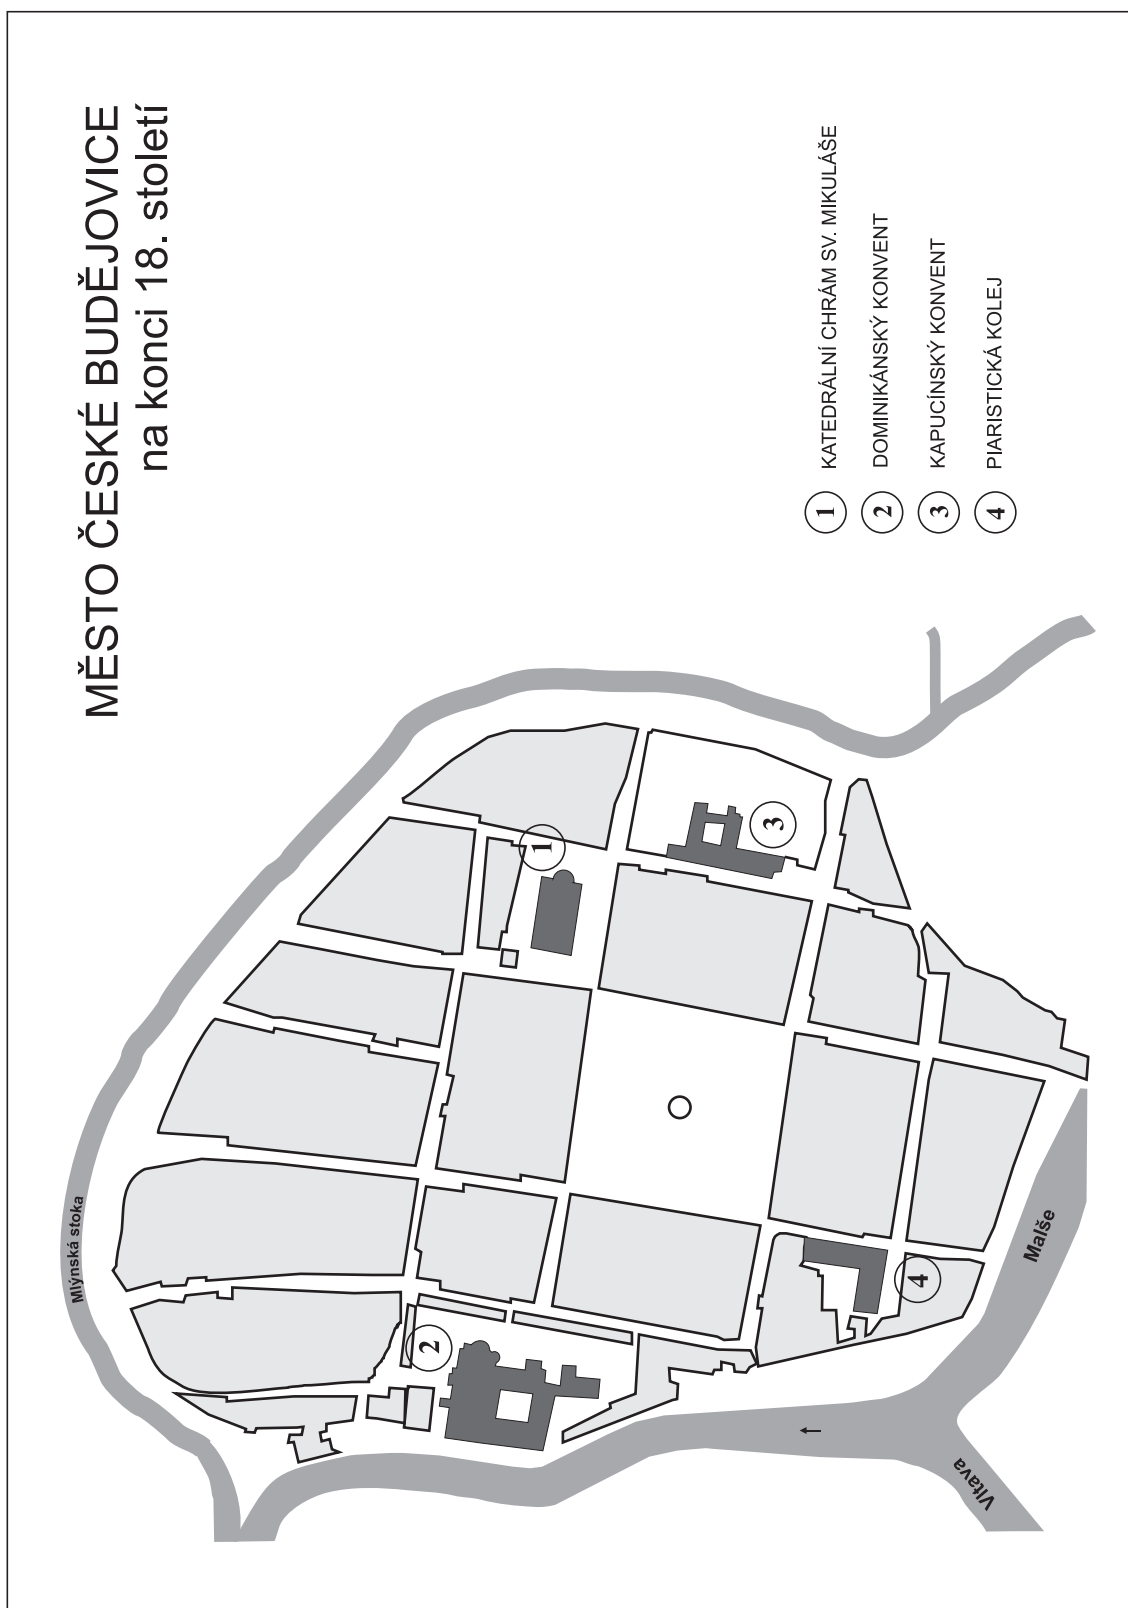 MĚSTO ČESKÉ BUDĚJOVICE
na konci 18. století
1 KATEDRÁLNÍ CHRÁM SV. MIKULÁŠE
2 DOMINIKÁNSKÝ KONVENT
3 KAPUCÍNSKÝ KONVENT
4 PIARISTICKÁ KOLEJ
Mlýnská stoka
1
2
3
4
Malše
Vltava